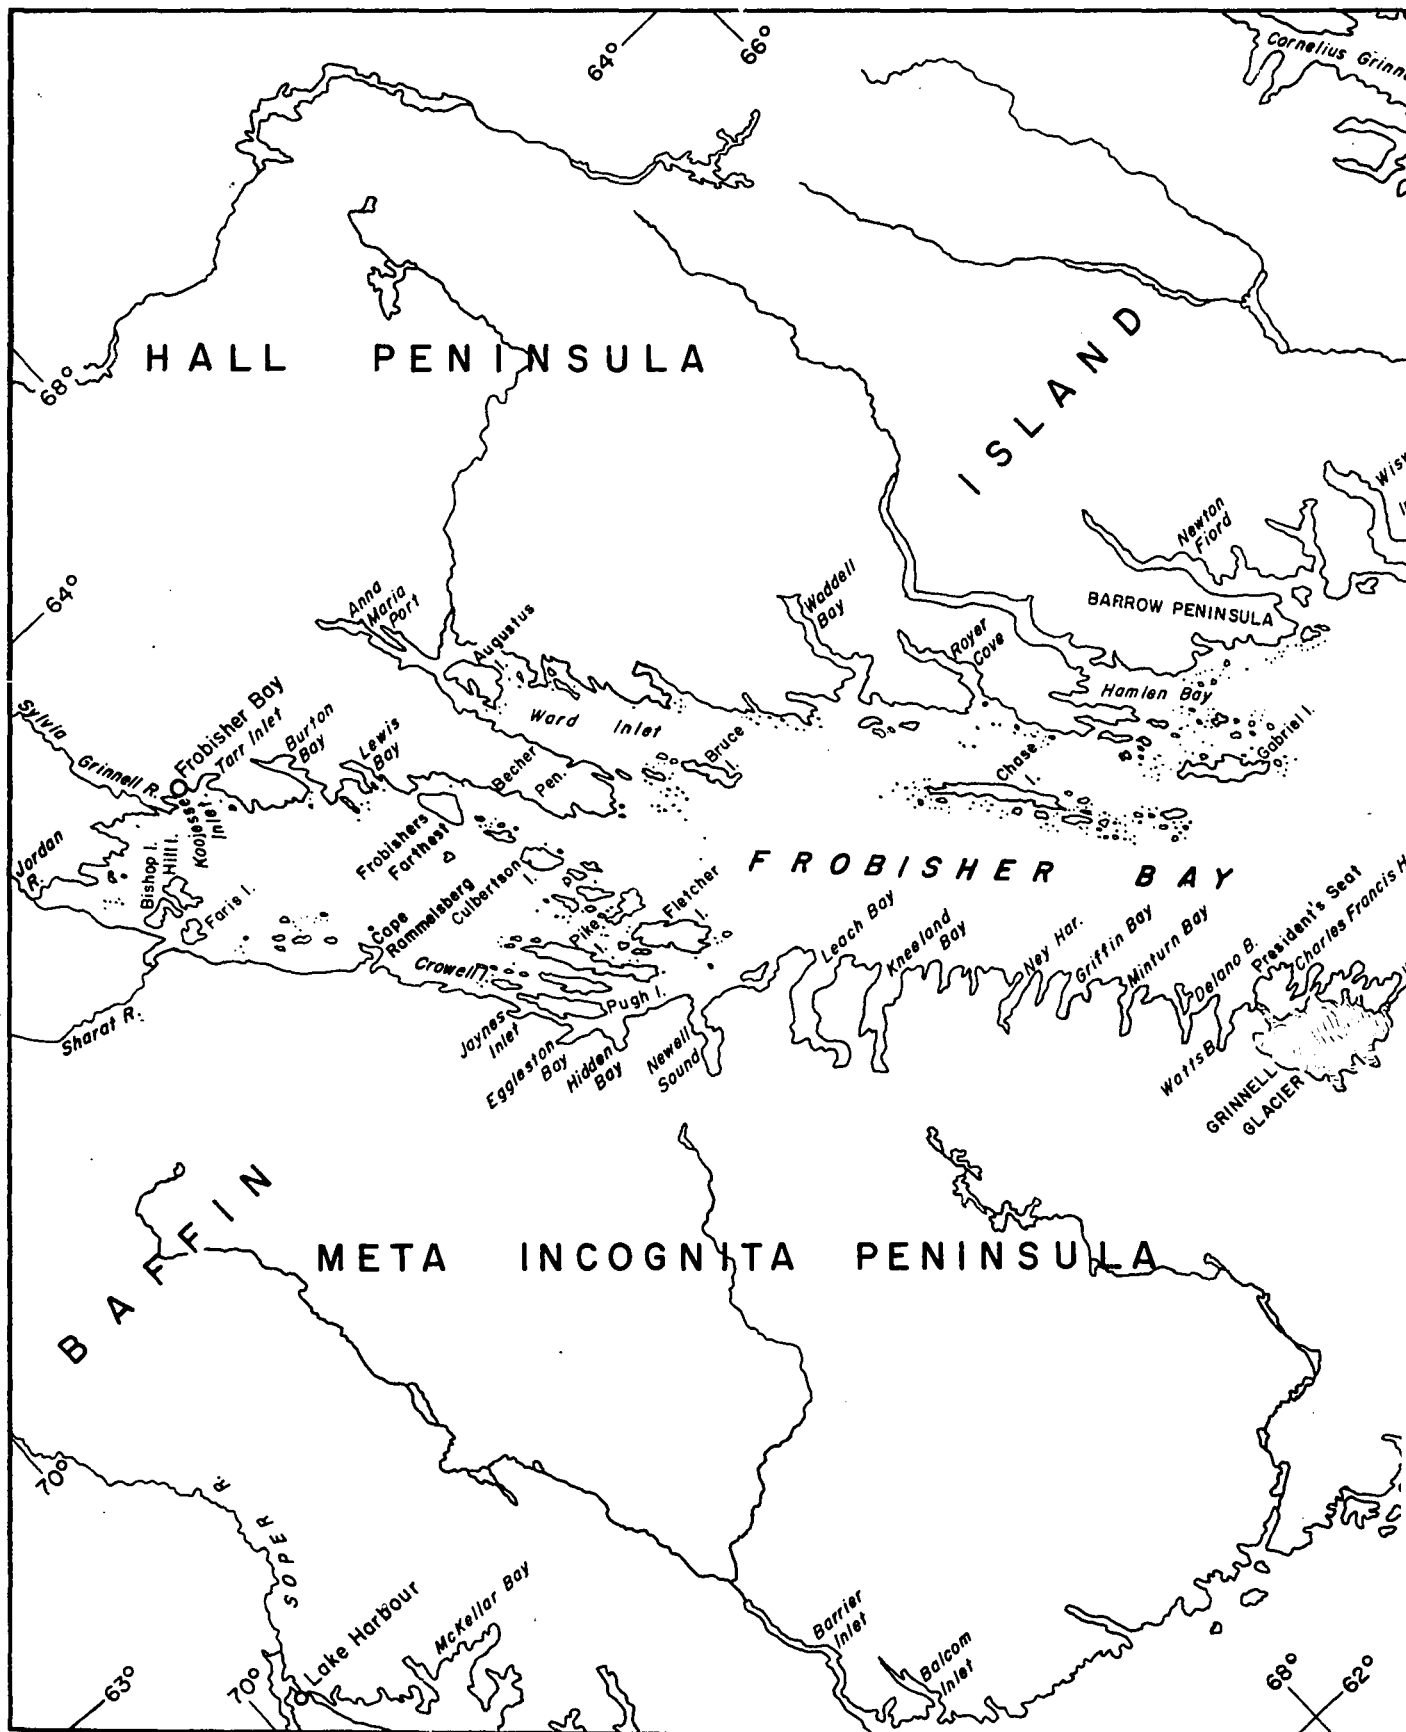 64°
66°
Cornelius Grinn
HALL PENINSULA
68°
ISLAND
Wisw
Newton
Fiord
BARROW PENINSULA
64°
Anna
Maria
Port
Augustus
I.
Waddell
Bay
Royer
Cove
Hamlen Bay
Sylvia
Grinnell R.
Frobisher Bay
Tarr Inlet
Burton
Bay
Lewis
Bay
Ward Inlet
Becher
Pen.
Bruce
I.
Chase
I.
Gabriel I.
Jordan
R.
Bishop I.
Hill I.
Koojesse
Inlet
Faris I.
Frobishers
Farthest
Cape
Rammelsberg
Culbertson
I.
Pike
I.
Fletcher
I.
Crowell I.
Pugh I.
FROBISHER BAY
Leach Bay
Kneeland
Bay
Ney Har.
Griffin Bay
Minturn Bay
Delano B.
President's Seat
Charles Francis H
Watts B.
GRINNELL
GLACIER
Sharat R.
Jaynes
Inlet
Eggleston
Bay
Hidden
Bay
Newell
Sound
BAFFIN
META INCOGNITA PENINSULA
70°
SOPER R.
Lake Harbour
McKellar Bay
Barrier
Inlet
Balcom
Inlet
63°
70°
68°
62°